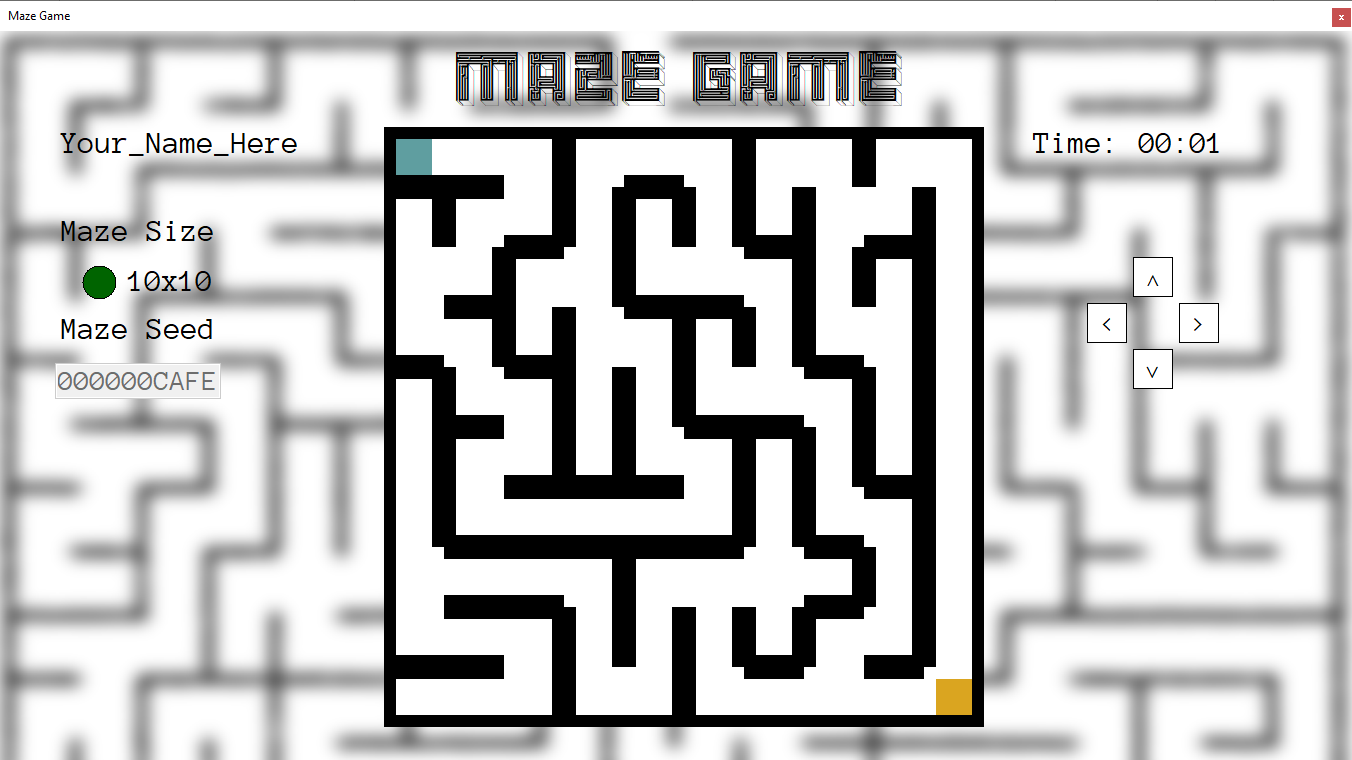 Maze Game
x
MAZE GAME
Your_Name_Here
Time: 00:01
Maze Size
10x10
^
Maze Seed
< >
000000CAFE
v